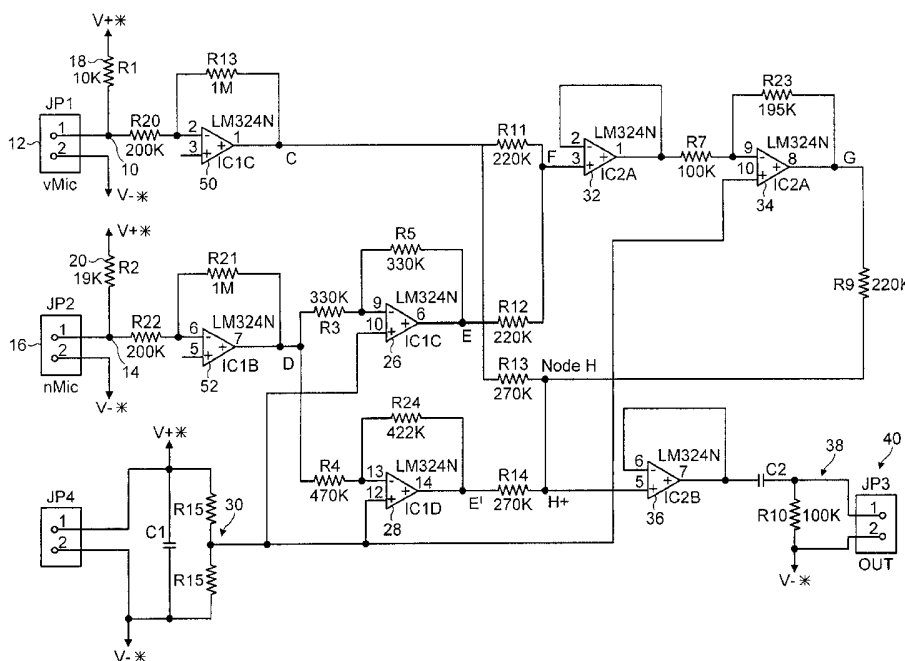 V+*
18
10K
R1
JP1
12
1
2
vMic
R20
200K
10
V-*
R13
1M
LM324N
2
3
1
IC1C
50
C
R11
220K
F
LM324N
2
3
1
IC2A
32
R7
100K
R23
195K
LM324N
9
10
8
IC2A
34
G
V+*
20
19K
R2
JP2
16
1
2
nMic
R22
200K
14
V-*
R21
1M
LM324N
6
5
7
IC1B
52
D
330K
R3
R5
330K
LM324N
9
10
6
IC1C
26
E
R12
220K
R9
220K
R13
270K
Node H
R24
422K
R4
470K
LM324N
13
12
14
IC1D
28
E'
R14
270K
H+
LM324N
6
5
7
IC2B
36
C2
38
40
R10
100K
JP3
1
2
OUT
V-*
V+*
JP4
1
2
C1
R15
30
R15
V-*